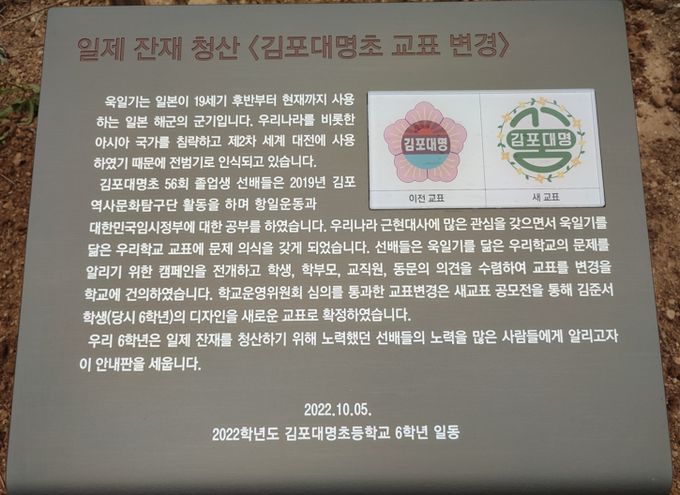 일제 잔재 청산 <김포대명초 교표 변경>
욱일기는 일본이 19세기 후반부터 현재까지 사용
하는 일본 해군의 군기입니다. 우리나라를 비롯한
아시아 국가를 침략하고 제2차 세계 대전에 사용
하였기 때문에 전범기로 인식되고 있습니다.
김포대명초 56회 졸업생 선배들은 2019년 김포
역사문화탐구단 활동을 하며 항일운동과
김포대명
김포대명
이전 교표
새 교표
대한민국임시정부에 대한 공부를 하였습니다. 우리나라 근현대사에 많은 관심을 갖으면서 욱일기를
닮은 우리학교 교표에 문제 의식을 갖게 되었습니다. 선배들은 욱일기를 닮은 우리학교의 문제를
알리기 위한 캠페인을 전개하고 학생, 학부모, 교직원, 동문의 의견을 수렴하여 교표를 변경을
학교에 건의하였습니다. 학교운영위원회 심의를 통과한 교표변경은 새교표 공모전을 통해 김준서
학생(당시 6학년)의 디자인을 새로운 교표로 확정하였습니다.
우리 6학년은 일제 잔재를 청산하기 위해 노력했던 선배들의 노력을 많은 사람들에게 알리고자
이 안내판을 세웁니다.
2022.10.05.
2022학년도 김포대명초등학교 6학년 일동